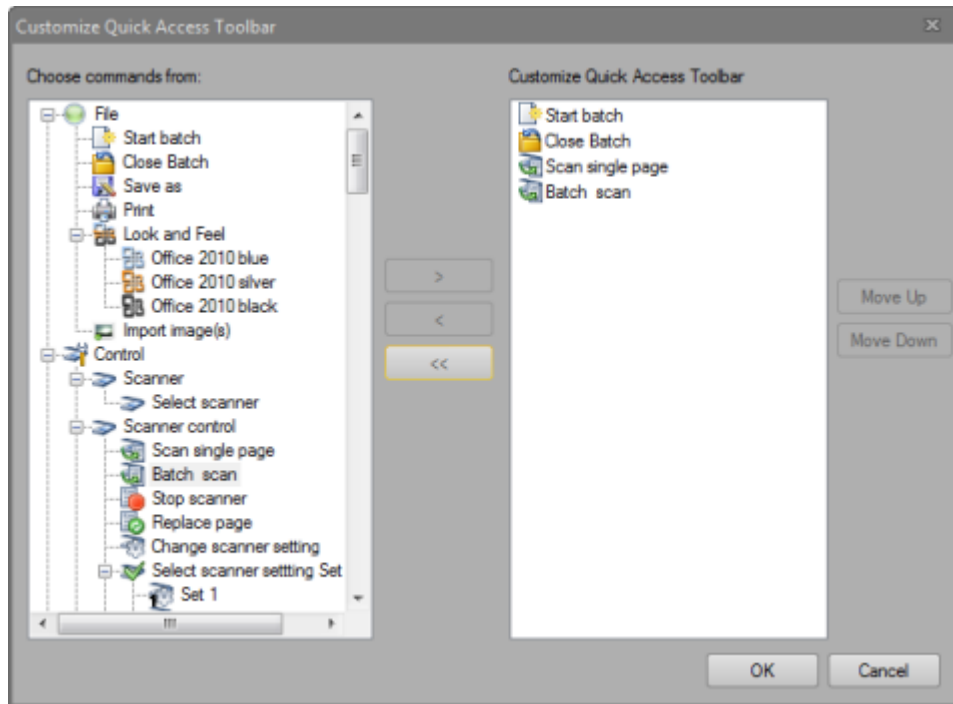 Customize Quick Access Toolbar
Choose commands from:
File
Start batch
Close Batch
Save as
Print
Look and Feel
Office 2010 blue
Office 2010 silver
Office 2010 black
Import image(s)
Control
Scanner
Select scanner
Scanner control
Scan single page
Batch scan
Stop scanner
Replace page
Change scanner setting
Select scanner settting Set
Set 1
>
<
<<
Customize Quick Access Toolbar
Start batch
Close Batch
Scan single page
Batch scan
Move Up
Move Down
OK
Cancel